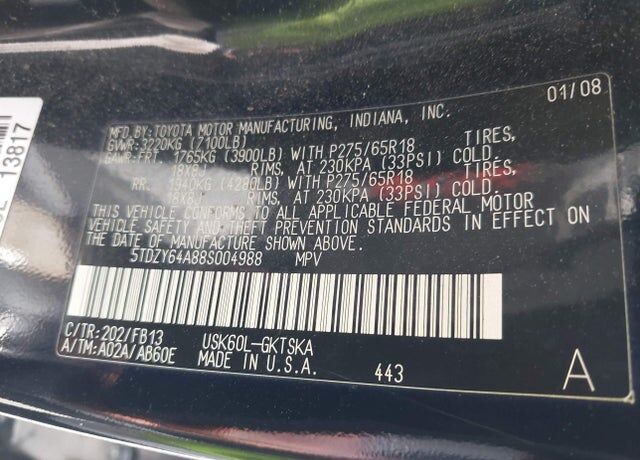 13817
MFD.BY:TOYOTA MOTOR MANUFACTURING, INDIANA, INC. 01/08
GVWR:3220KG (7100LB)
GAWR:FRT. 1765KG (3900LB) WITH P275/65R18 TIRES,
18X8J RIMS, AT 230KPA (33PSI) COLD.
RR. 1940KG (4280LB) WITH P275/65R18 TIRES,
18X8J RIMS, AT 230KPA (33PSI) COLD.
THIS VEHICLE CONFORMS TO ALL APPLICABLE FEDERAL MOTOR
VEHICLE SAFETY AND THEFT PREVENTION STANDARDS IN EFFECT ON
THE DATE OF MANUFACTURE SHOWN ABOVE.
5TDZY64A88S004988 MPV
C/TR:202/FB13 USK60L-GKTSKA
A/TM:A02A/AB60E MADE IN U.S.A. 443 A